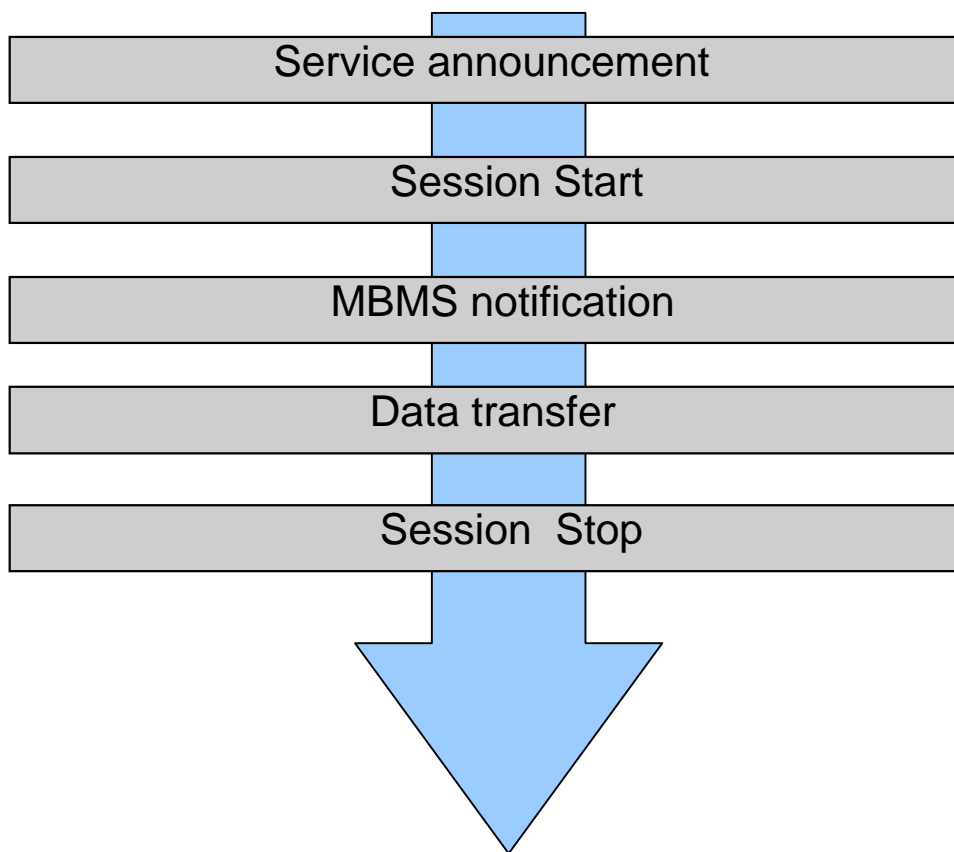 Service announcement
Session Start
MBMS notification
Data transfer
Session  Stop